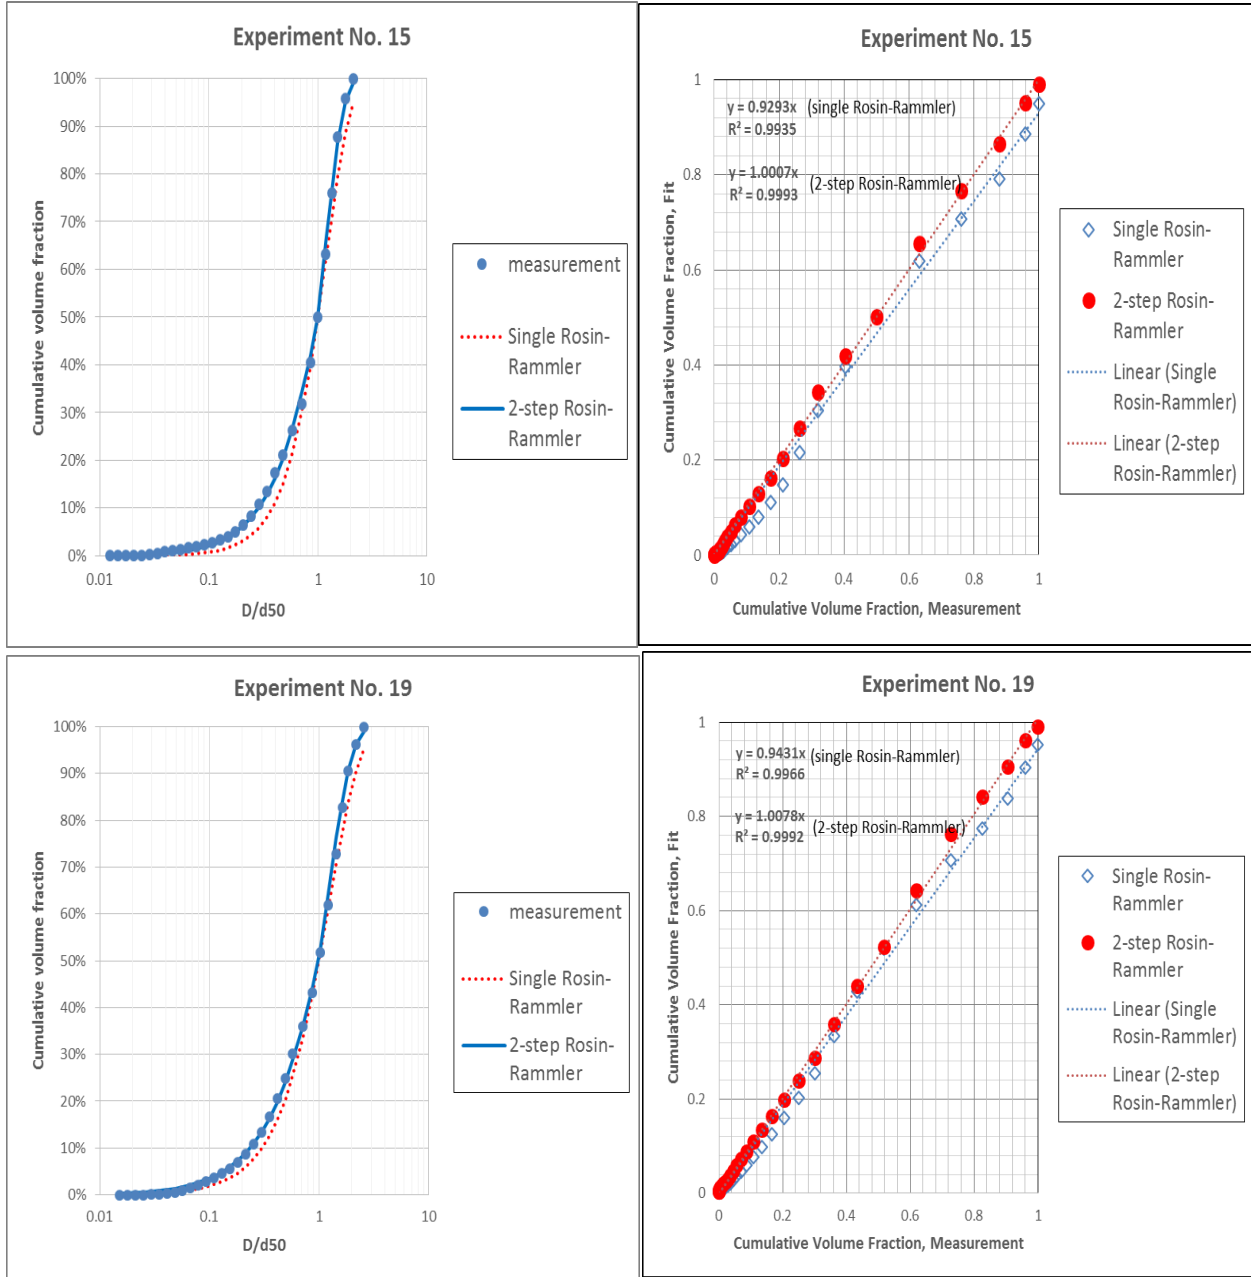 Experiment No. 15
100%
90%
80%
70%
60%
50%
40%
30%
20%
10%
0%
Cumulative volume fraction
0.01
0.1
1
10
D/d50
measurement
Single Rosin-
Rammler
2-step Rosin-
Rammler
Experiment No. 15
1
0.8
0.6
0.4
0.2
0
Cumulative Volume Fraction, Fit
y = 0.9293x (single Rosin-Rammler)
R² = 0.9935
y = 1.0007x (2-step Rosin-Rammler)
R² = 0.9993
0
0.2
0.4
0.6
0.8
1
Cumulative Volume Fraction, Measurement
Single Rosin-
Rammler
2-step Rosin-
Rammler
Linear (Single
Rosin-Rammler)
Linear (2-step
Rosin-Rammler)
Experiment No. 19
100%
90%
80%
70%
60%
50%
40%
30%
20%
10%
0%
Cumulative volume fraction
0.01
0.1
1
10
D/d50
measurement
Single Rosin-
Rammler
2-step Rosin-
Rammler
Experiment No. 19
1
0.8
0.6
0.4
0.2
0
Cumulative Volume Fraction, Fit
y = 0.9431x (single Rosin-Rammler)
R² = 0.9966
y = 1.0078x (2-step Rosin-Rammler)
R² = 0.9992
0
0.2
0.4
0.6
0.8
1
Cumulative Volume Fraction, Measurement
Single Rosin-
Rammler
2-step Rosin-
Rammler
Linear (Single
Rosin-Rammler)
Linear (2-step
Rosin-Rammler)